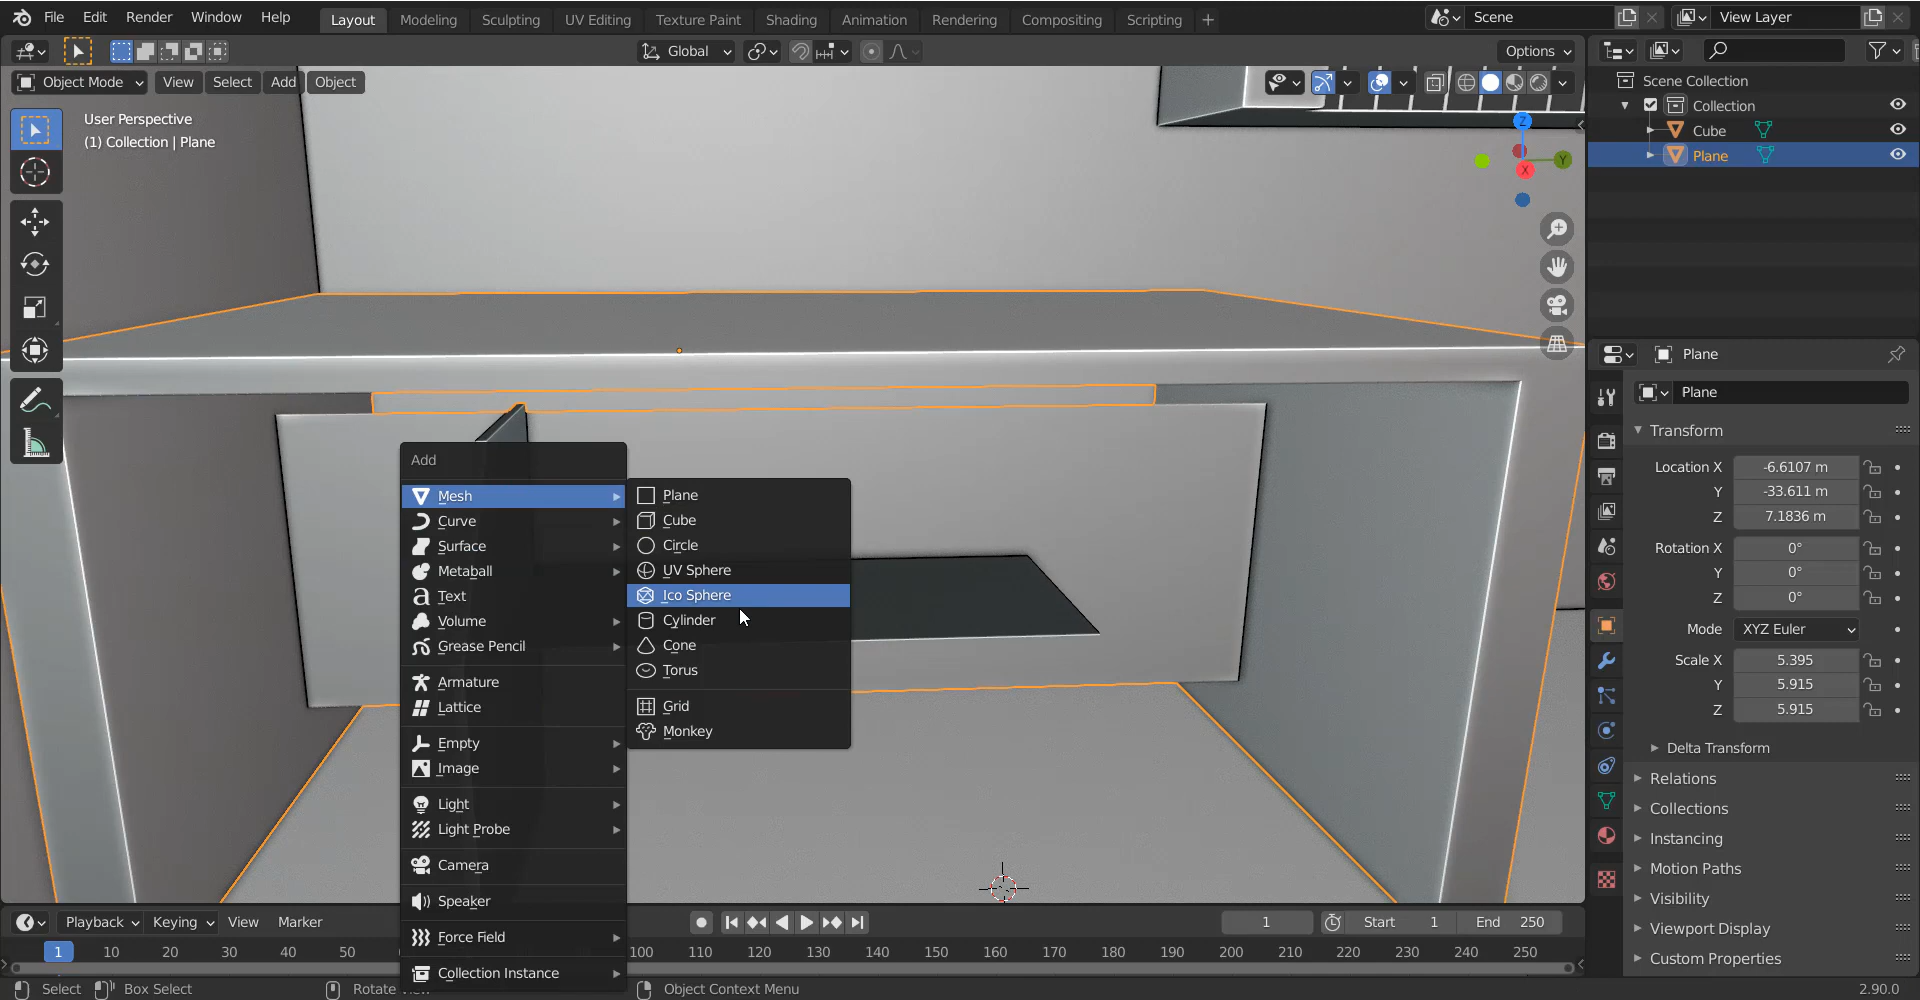 File Edit Render Window Help Layout Modeling Sculpting UV Editing Texture Paint Shading Animation Rendering Compositing Scripting + Scene View Layer
Global Options
Object Mode View Select Add Object
User Perspective
(1) Collection | Plane
Z
Y
X
Scene Collection
Collection
Cube
Plane
Add
Mesh
Curve
Surface
Metaball
Text
Volume
Grease Pencil
Armature
Lattice
Empty
Image
Light
Light Probe
Camera
Speaker
Force Field
Collection Instance
Plane
Cube
Circle
UV Sphere
Ico Sphere
Cylinder
Cone
Torus
Grid
Monkey
Plane
Plane
Transform
Location X -6.6107 m
Y -33.611 m
Z 7.1836 m
Rotation X 0°
Y 0°
Z 0°
Mode XYZ Euler
Scale X 5.395
Y 5.915
Z 5.915
Delta Transform
Relations
Collections
Instancing
Motion Paths
Visibility
Viewport Display
Custom Properties
Playback Keying View Marker 1 Start 1 End 250
1 10 20 30 40 50 100 110 120 130 140 150 160 170 180 190 200 210 220 230 240 250
Select Box Select Rotate Object Context Menu 2.90.0